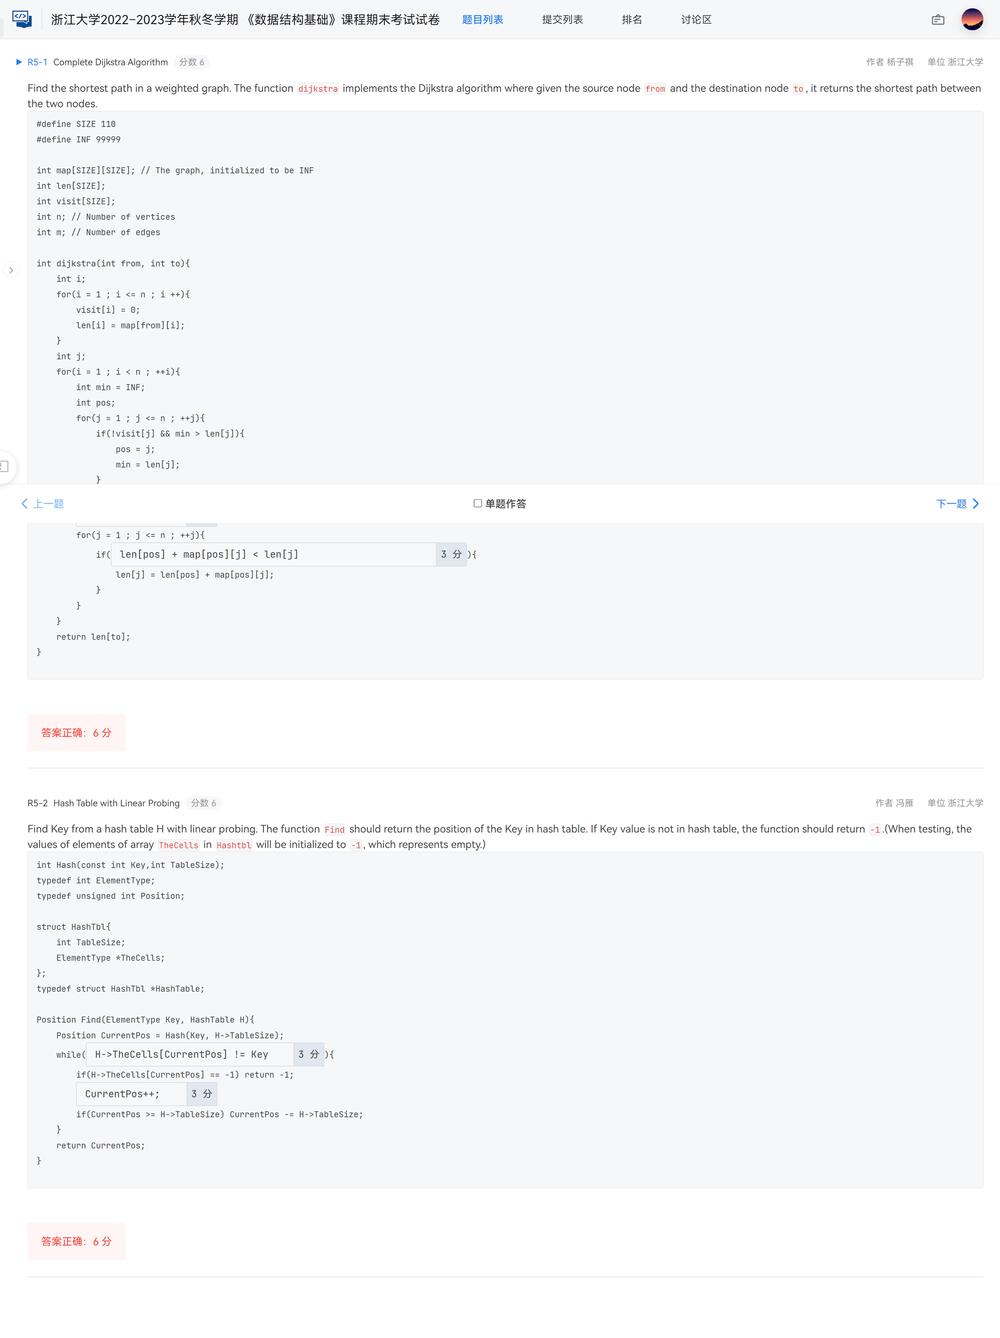 浙江大学2022-2023学年秋冬学期 《数据结构基础》课程期末考试试卷 题目列表 提交列表 排名 讨论区
R5-1 Complete Dijkstra Algorithm 分数 6 作者 杨子祺 单位 浙江大学
Find the shortest path in a weighted graph. The function dijkstra implements the Dijkstra algorithm where given the source node from and the destination node to, it returns the shortest path between
the two nodes.
#define SIZE 110
#define INF 99999
int map[SIZE][SIZE]; // The graph, initialized to be INF
int len[SIZE];
int visit[SIZE];
int n; // Number of vertices
int m; // Number of edges
int dijkstra(int from, int to){
    int i;
    for(i = 1 ; i <= n ; i ++){
        visit[i] = 0;
        len[i] = map[from][i];
    }
    int j;
    for(i = 1 ; i < n ; ++i){
        int min = INF;
        int pos;
        for(j = 1 ; j <= n ; ++j){
            if(!visit[j] && min > len[j]){
                pos = j;
                min = len[j];
            }
上一题 单题作答 下一题
        for(j = 1 ; j <= n ; ++j){
            if( len[pos] + map[pos][j] < len[j] 3 分 ){
                len[j] = len[pos] + map[pos][j];
            }
        }
    }
    return len[to];
}
答案正确：6 分
R5-2 Hash Table with Linear Probing 分数 6 作者 冯雁 单位 浙江大学
Find Key from a hash table H with linear probing. The function Find should return the position of the Key in hash table. If Key value is not in hash table, the function should return -1.(When testing, the
values of elements of array TheCells in Hashtbl will be initialized to -1, which represents empty.)
int Hash(const int Key,int TableSize);
typedef int ElementType;
typedef unsigned int Position;
struct HashTbl{
    int TableSize;
    ElementType *TheCells;
};
typedef struct HashTbl *HashTable;
Position Find(ElementType Key, HashTable H){
    Position CurrentPos = Hash(Key, H->TableSize);
    while( H->TheCells[CurrentPos] != Key 3 分 ){
        if(H->TheCells[CurrentPos] == -1) return -1;
        CurrentPos++; 3 分
        if(CurrentPos >= H->TableSize) CurrentPos -= H->TableSize;
    }
    return CurrentPos;
}
答案正确：6 分